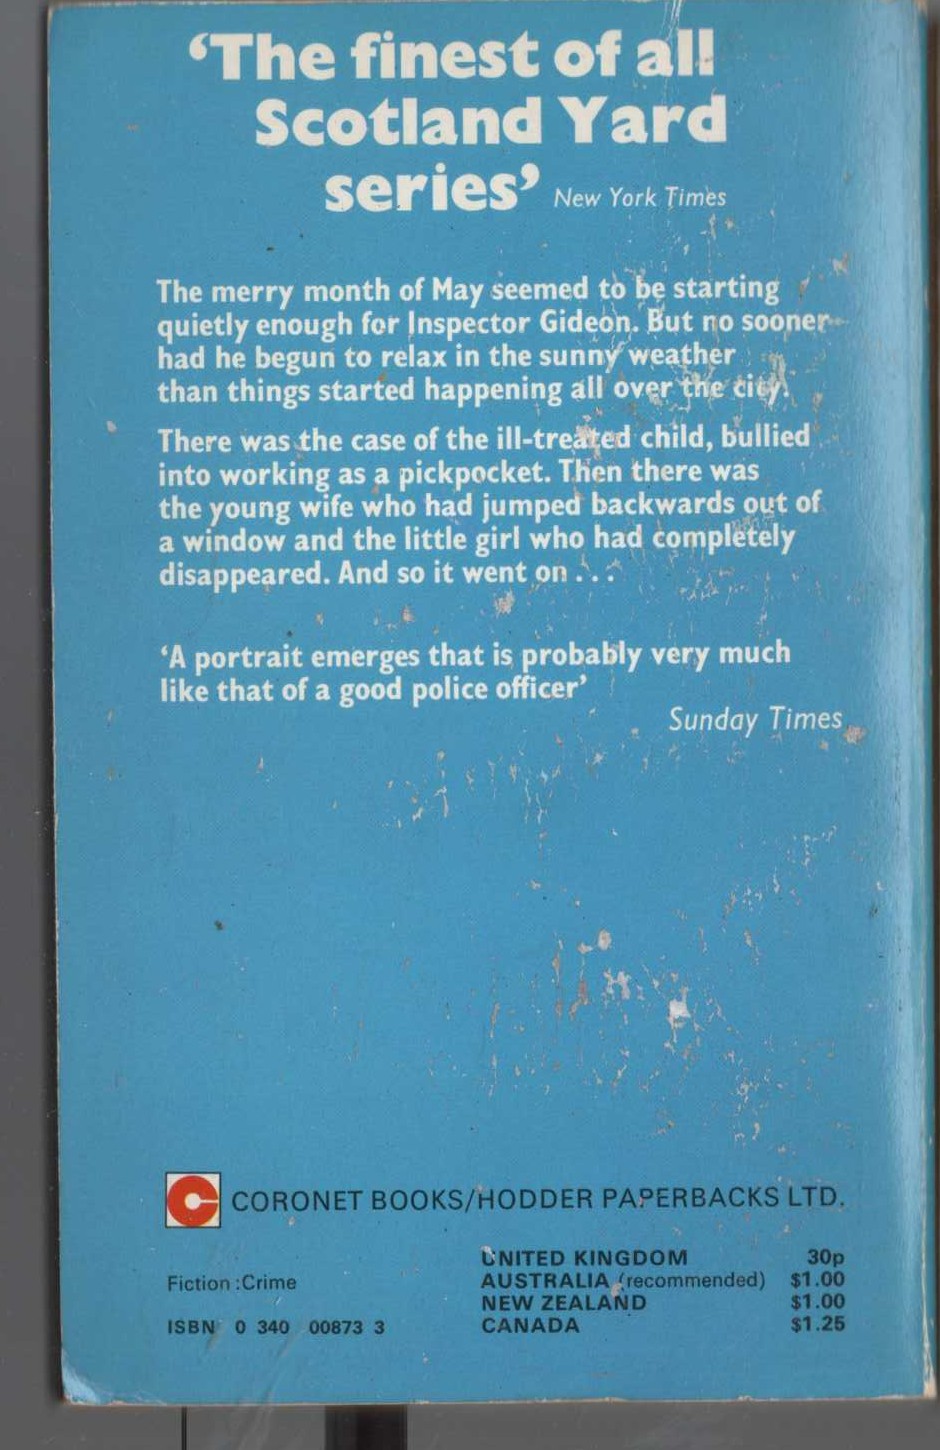 ‘The finest of all
Scotland Yard
series’ New York Times
The merry month of May seemed to be starting
quietly enough for Inspector Gideon. But no sooner
had he begun to relax in the sunny weather
than things started happening all over the city.
There was the case of the ill-treated child, bullied
into working as a pickpocket. Then there was
the young wife who had jumped backwards out of
a window and the little girl who had completely
disappeared. And so it went on . . .
‘A portrait emerges that is probably very much
like that of a good police officer’
Sunday Times
CORONET BOOKS/HODDER PAPERBACKS LTD.
UNITED KINGDOM 30p
Fiction :Crime AUSTRALIA (recommended) $1.00
NEW ZEALAND $1.00
ISBN 0 340 00873 3 CANADA $1.25